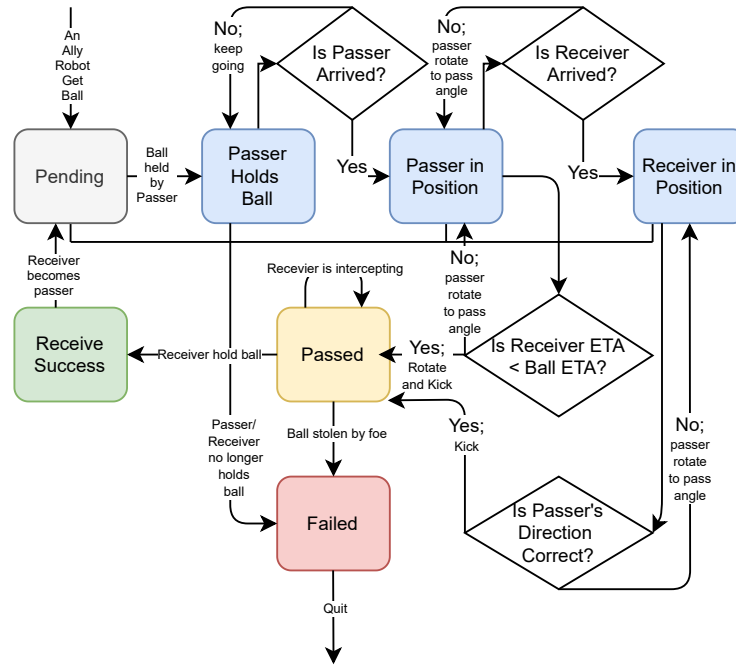 An
Ally
Robot
Get
Ball
No;
keep
going
Is Passer
Arrived?
No;
passer
rotate
to pass
angle
Is Receiver
Arrived?
Pending
Ball
held
by
Passer
Passer
Holds
Ball
Yes
Passer in
Position
Yes
Receiver in
Position
Receiver
becomes
passer
Recevier is intercepting
No;
passer
rotate
to pass
angle
Receive
Success
Receiver hold ball
Passed
Yes;
Rotate
and Kick
Is Receiver ETA
< Ball ETA?
Passer/
Receiver
no longer
holds
ball
Ball stolen by foe
Yes;
Kick
No;
passer
rotate
to pass
angle
Failed
Is Passer's
Direction
Correct?
Quit